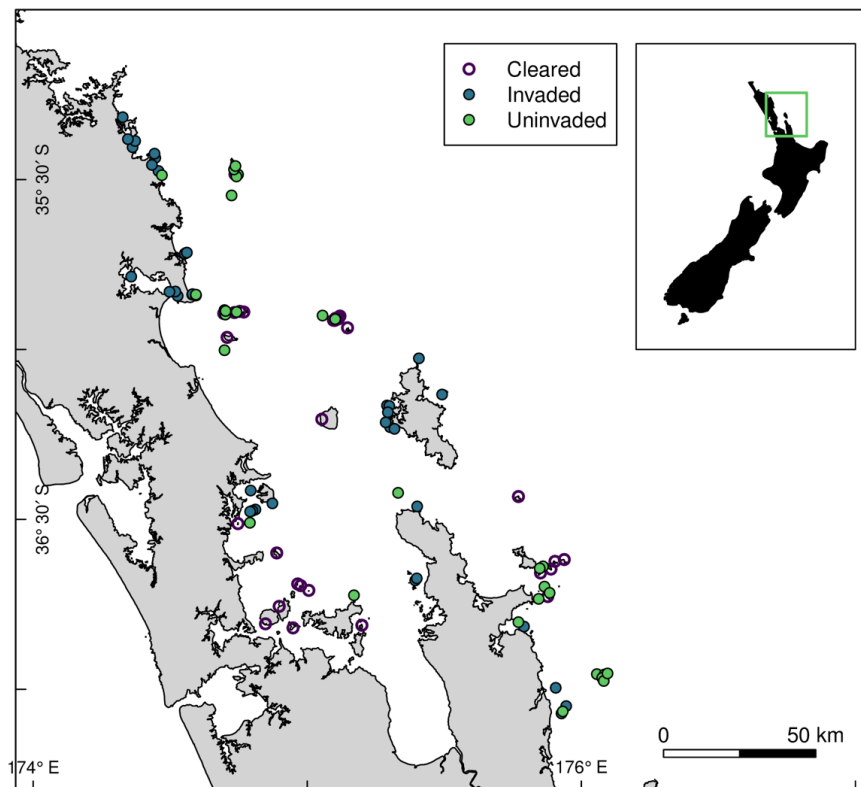 Cleared
Invaded
Uninvaded
35° 30′ S
36° 30′ S
0 50 km
174° E 176° E